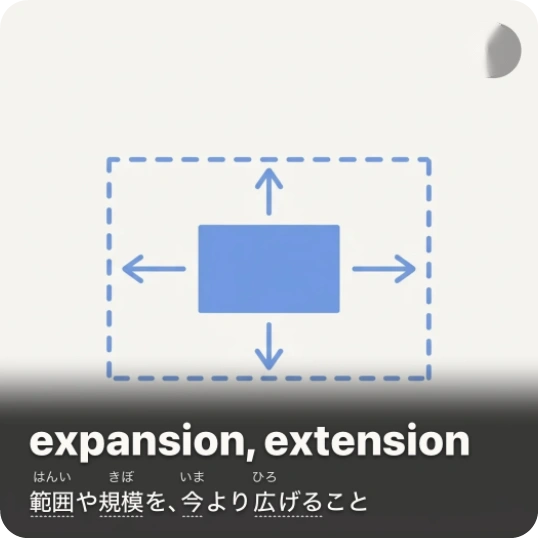 expansion, extension
はんい きぼ いま ひろ
範囲や規模を、今より広げること